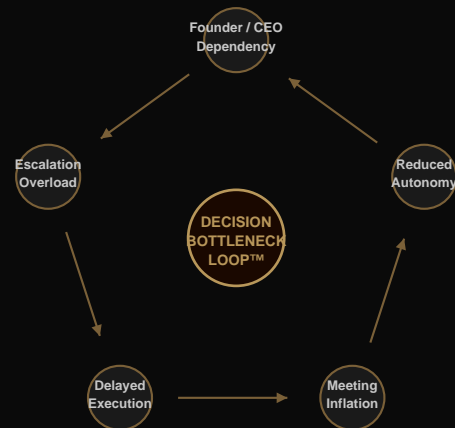 Founder / CEO
Dependency
Escalation
Overload
Reduced
Autonomy
DECISION
BOTTLENECK
LOOP™
Delayed
Execution
Meeting
Inflation